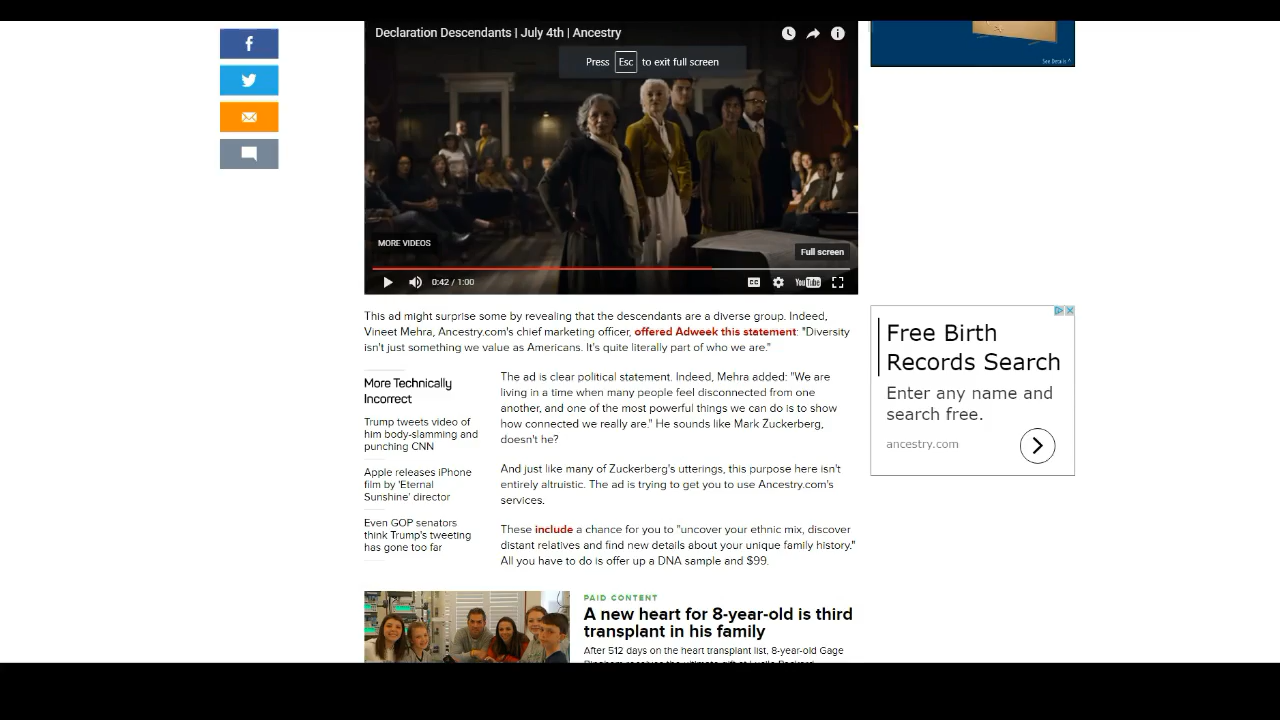 Declaration Descendants | July 4th | Ancestry
Press Esc to exit full screen
See Details ^
MORE VIDEOS
Full screen
0:42 / 1:00
CC
YouTube
This ad might surprise some by revealing that the descendants are a diverse group. Indeed,
Vineet Mehra, Ancestry.com's chief marketing officer, offered Adweek this statement: "Diversity
isn't just something we value as Americans. It's quite literally part of who we are."
More Technically
Incorrect
Trump tweets video of
him body-slamming and
punching CNN
Apple releases iPhone
film by 'Eternal
Sunshine' director
Even GOP senators
think Trump's tweeting
has gone too far
The ad is clear political statement. Indeed, Mehra added: "We are
living in a time when many people feel disconnected from one
another, and one of the most powerful things we can do is to show
how connected we really are." He sounds like Mark Zuckerberg,
doesn't he?
And just like many of Zuckerberg's utterings, this purpose here isn't
entirely altruistic. The ad is trying to get you to use Ancestry.com's
services.
These include a chance for you to "uncover your ethnic mix, discover
distant relatives and find new details about your unique family history."
All you have to do is offer up a DNA sample and $99.
Free Birth
Records Search
Enter any name and
search free.
ancestry.com
PAID CONTENT
A new heart for 8-year-old is third
transplant in his family
After 512 days on the heart transplant list, 8-year-old Gage